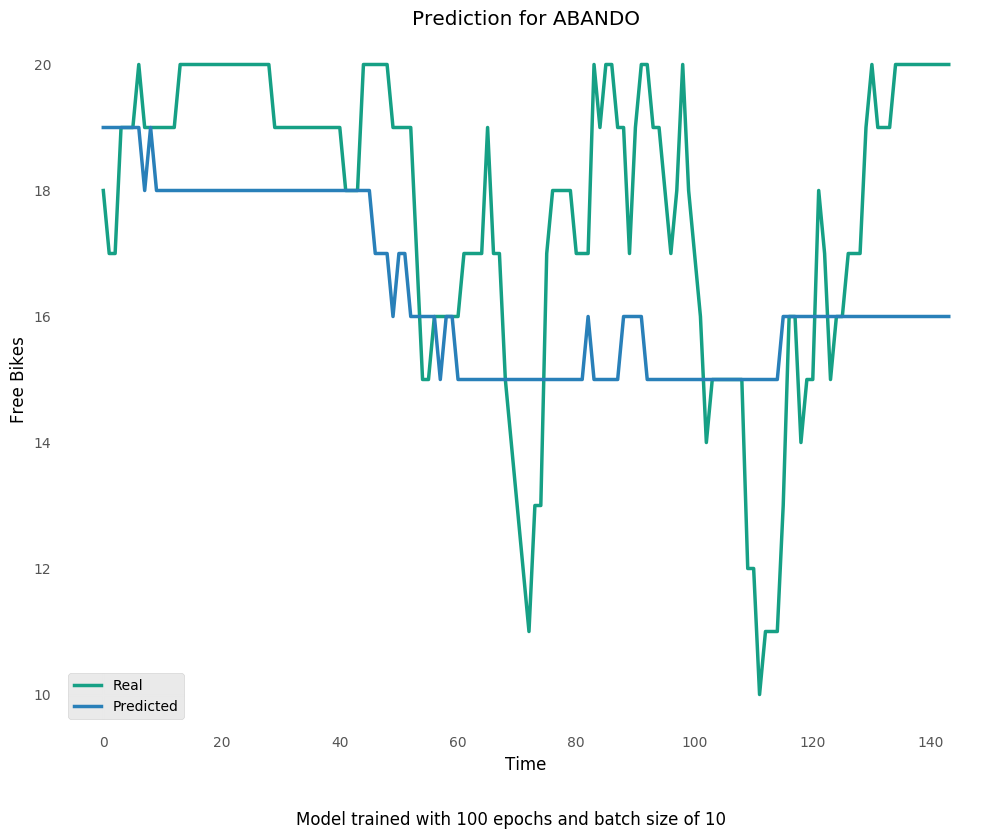 Prediction for ABANDO
Free Bikes
20
18
16
14
12
10
Real
Predicted
0 20 40 60 80 100 120 140
Time
Model trained with 100 epochs and batch size of 10